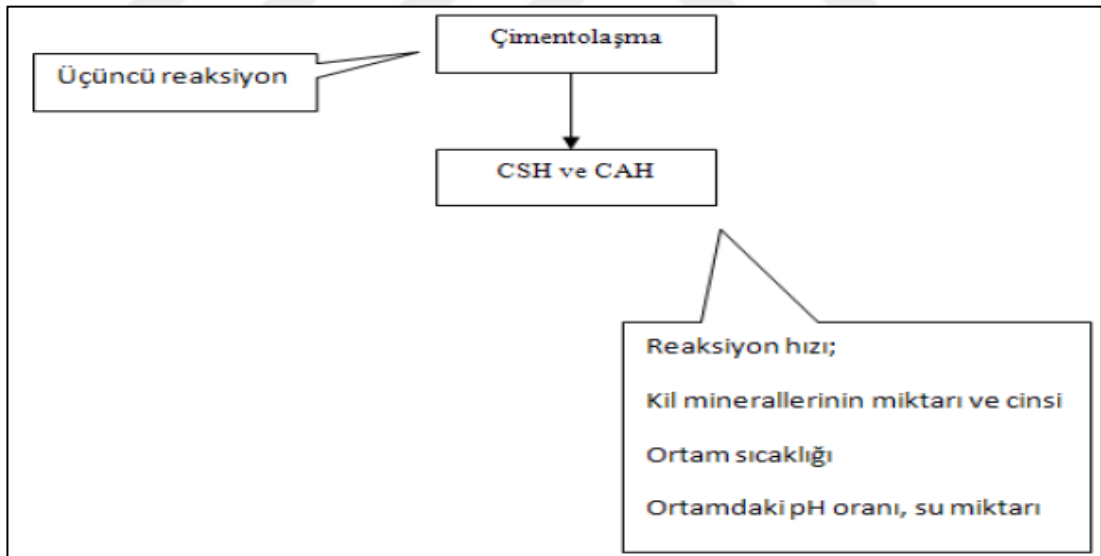 Çimentolaşma
Üçüncü reaksiyon
CSH ve CAH
Reaksiyon hızı;
Kil minerallerinin miktarı ve cinsi
Ortam sıcaklığı
Ortamdaki pH oranı, su miktarı